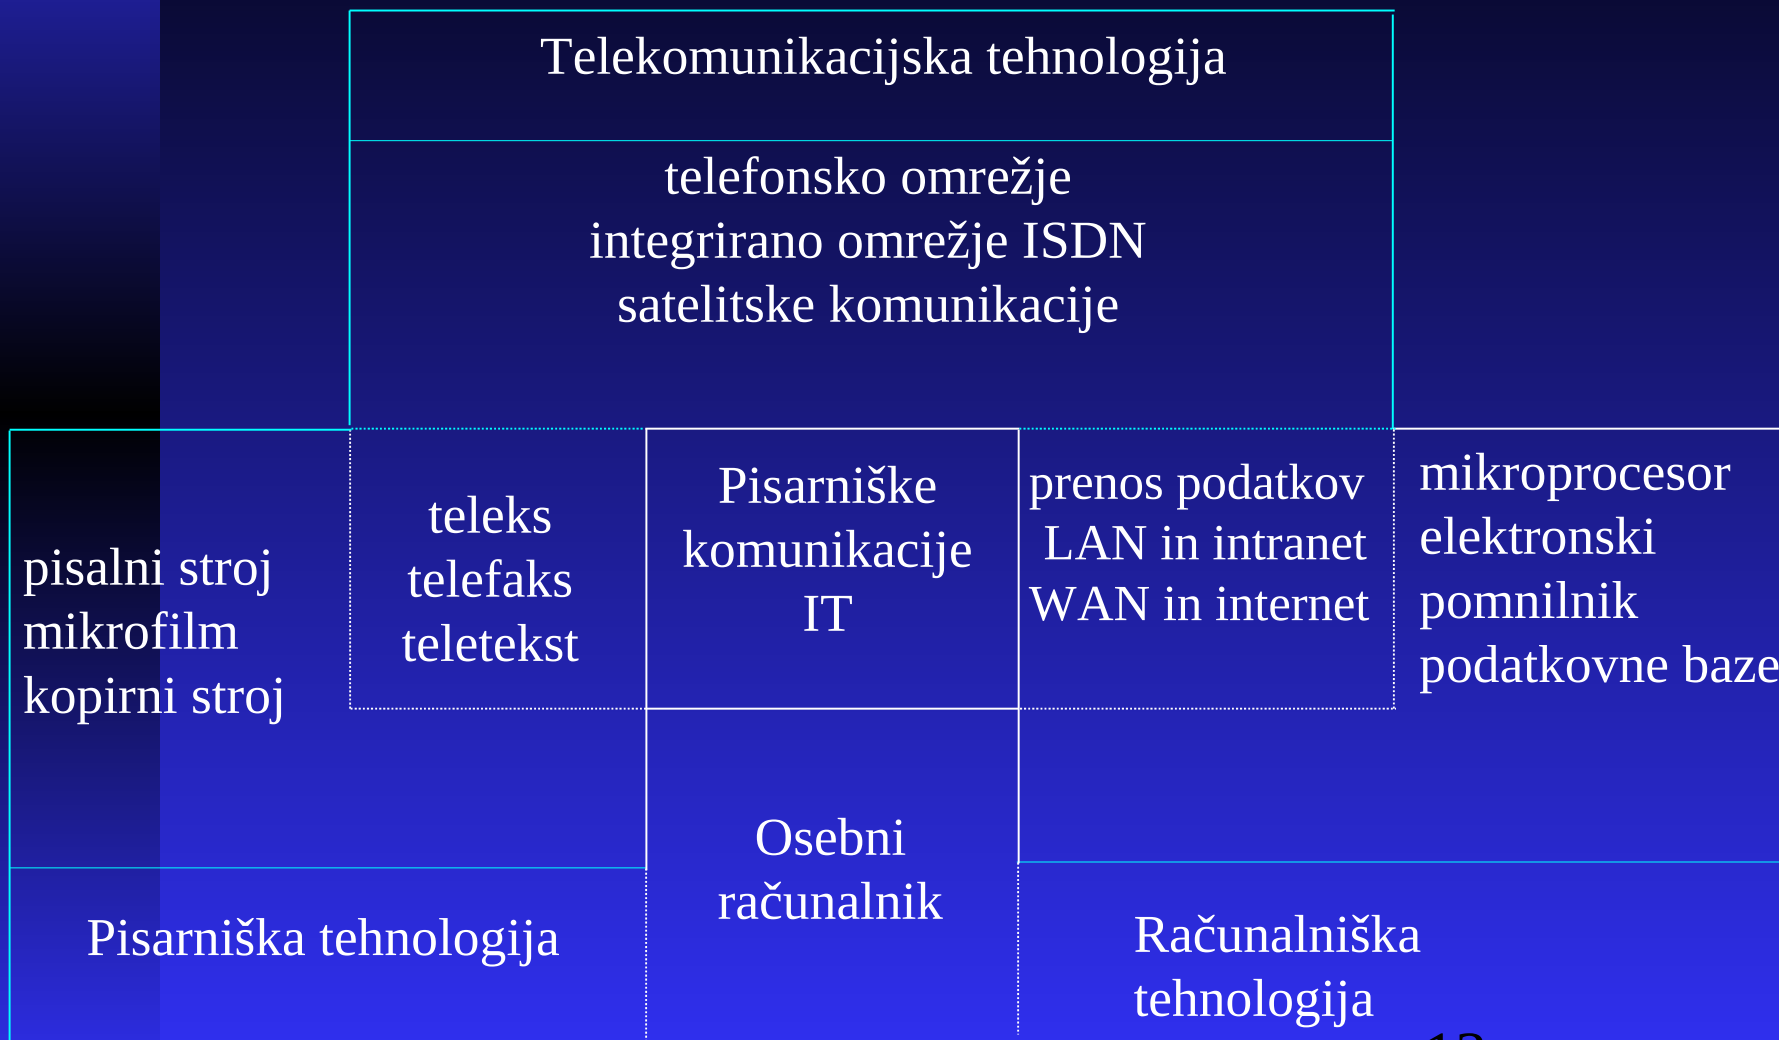 Telekomunikacijska tehnologija
telefonsko omrežje
integrirano omrežje ISDN
satelitske komunikacije
pisalni stroj
mikrofilm
kopirni stroj
teleks
telefaks
teletekst
Pisarniške
komunikacije
IT
prenos podatkov
LAN in intranet
WAN in internet
mikroprocesor
elektronski
pomnilnik
podatkovne baze
Osebni
računalnik
Pisarniška tehnologija
Računalniška
tehnologija